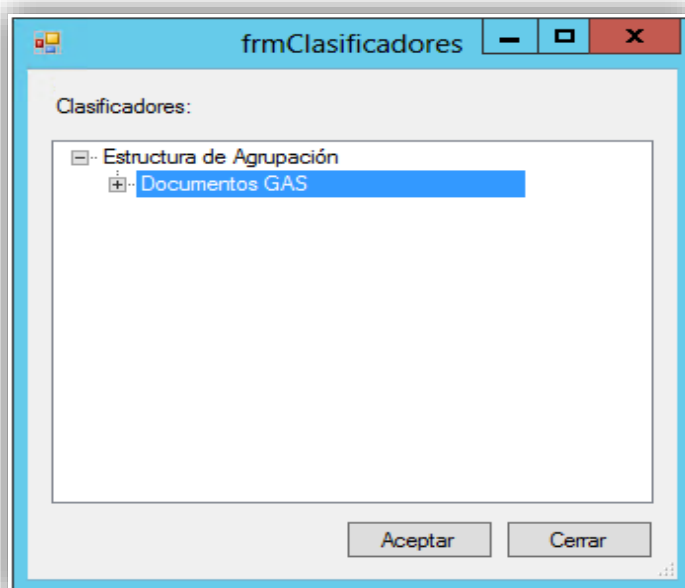 frmClasificadores
Clasificadores:
Estructura de Agrupación
Documentos GAS
Aceptar Cerrar